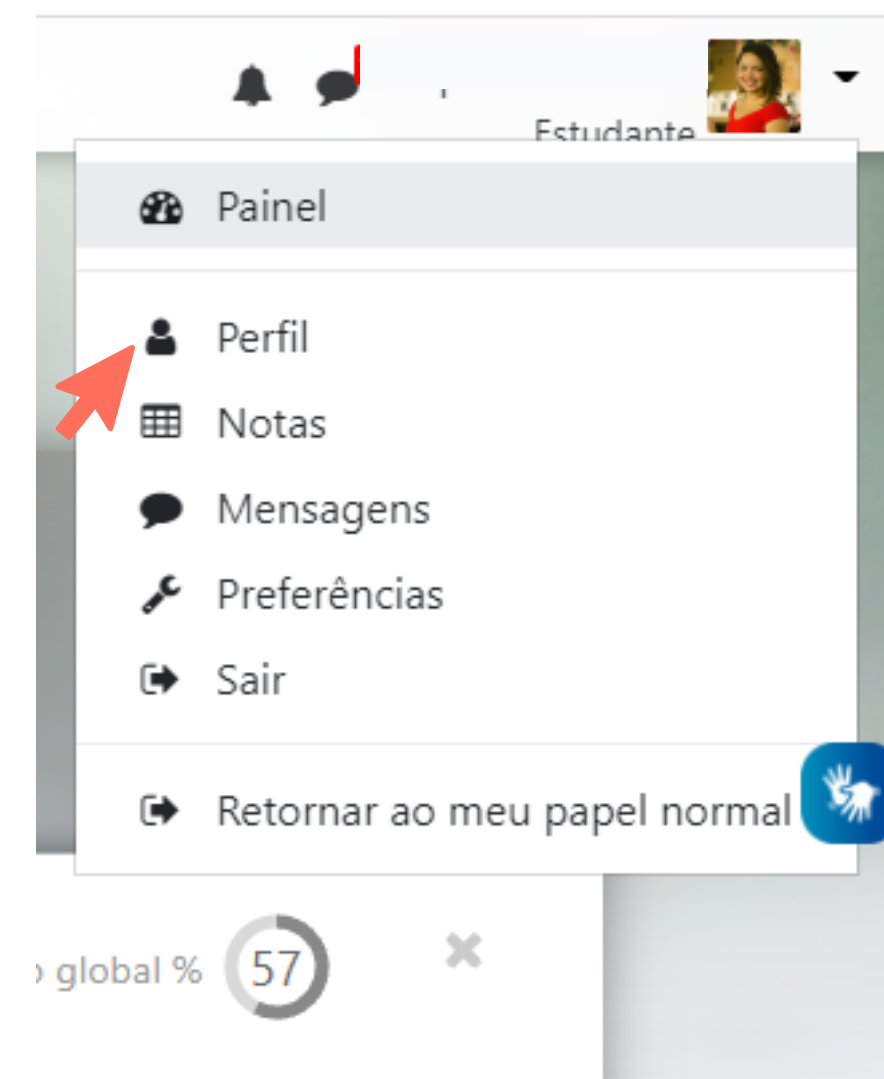 Estudante
Painel
Perfil
Notas
Mensagens
Preferências
Sair
Retornar ao meu papel normal
global % 57